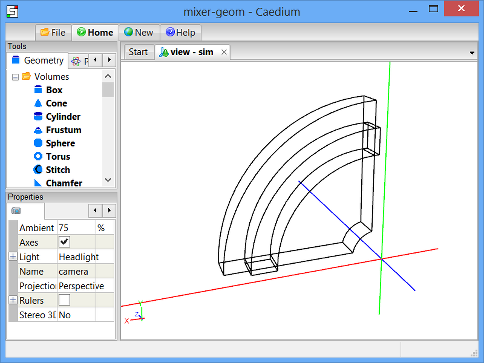 mixer-geom - Caedium
File Home New Help
Tools
Geometry
Volumes
Box
Cone
Cylinder
Frustum
Sphere
Torus
Stitch
Chamfer
Properties
Ambient 75 %
Axes
Light Headlight
Name camera
Projection Perspective
Rulers
Stereo 3D No
Start view - sim
x